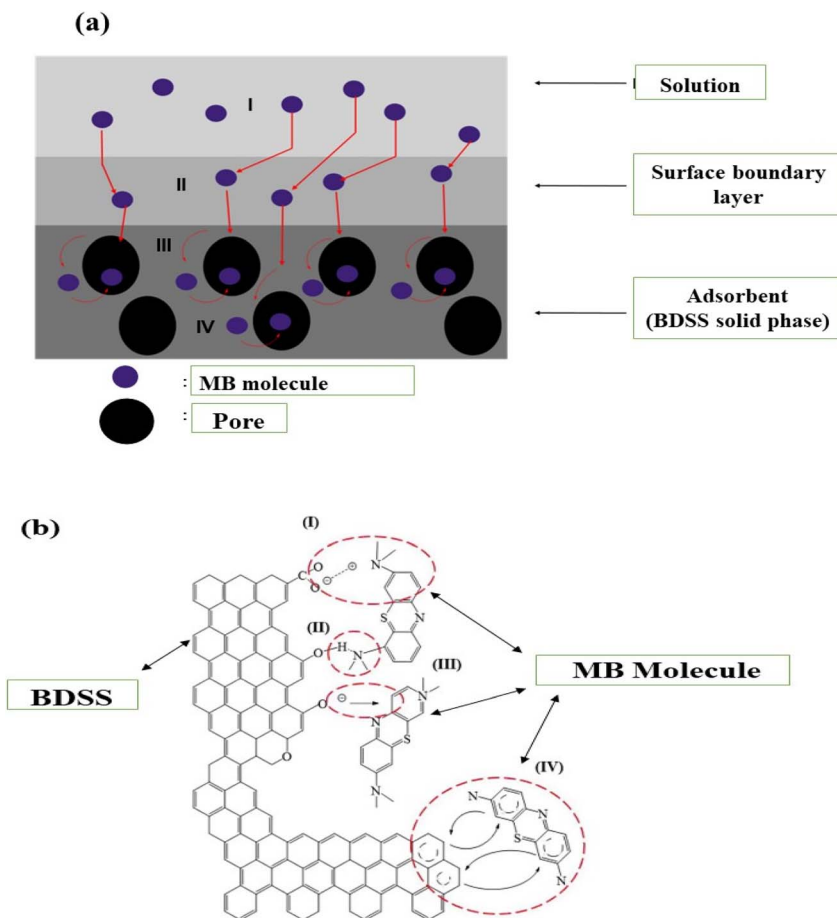 (a)
I
Solution
II
Surface boundary
layer
III
Adsorbent
(BDSS solid phase)
IV
: MB molecule
: Pore
(b)
(I)
C
O
O
⊖
⊕
N
S
N
(II)
O
H
N
(III)
MB Molecule
BDSS
O
⊖
N
+
N
S
O
N
(IV)
N
N
S
N